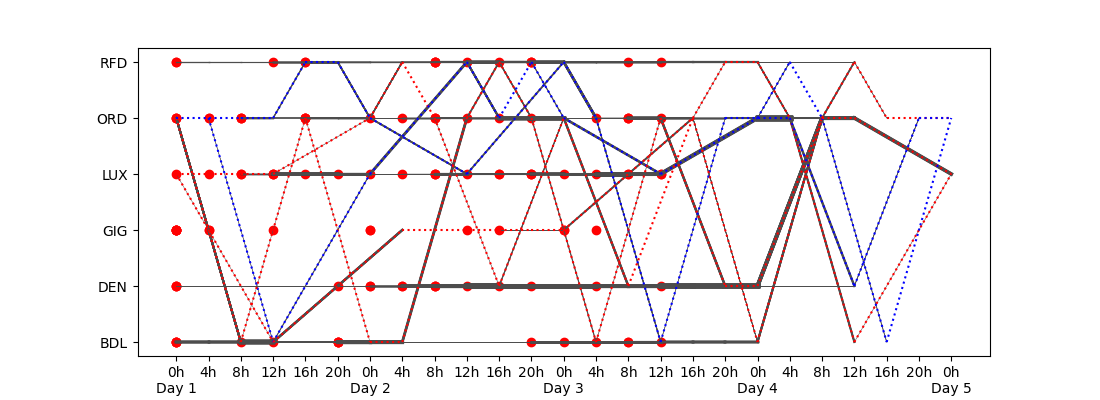 RFD
ORD
LUX
GIG
DEN
BDL
0h 4h 8h 12h 16h 20h 0h 4h 8h 12h 16h 20h 0h 4h 8h 12h 16h 20h 0h 4h 8h 12h 16h 20h 0h
Day 1 Day 2 Day 3 Day 4 Day 5